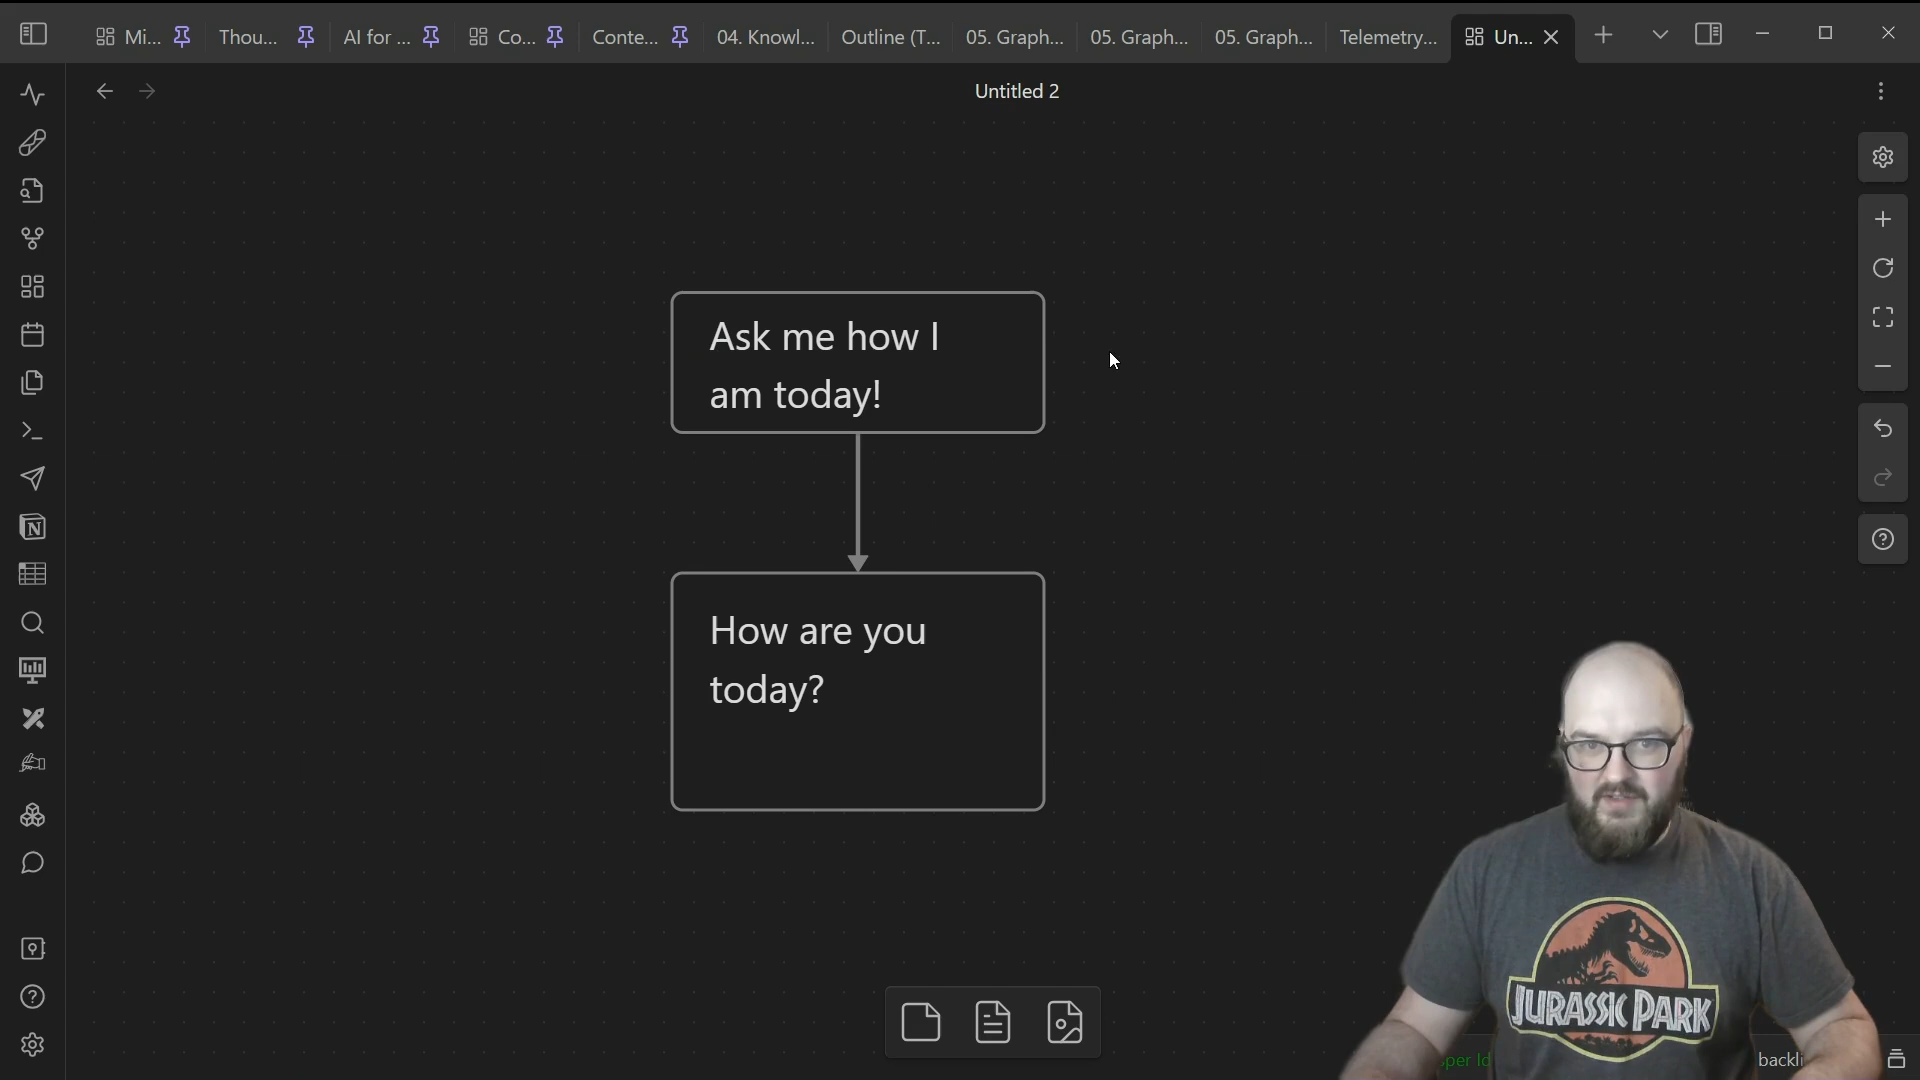 Mi...
Thou...
AI for ...
Co...
Conte...
04. Knowl...
Outline (T...
05. Graph...
05. Graph...
05. Graph...
Telemetry...
Un...
Untitled 2
Ask me how I
am today!
How are you
today?
JURASSIC PARK